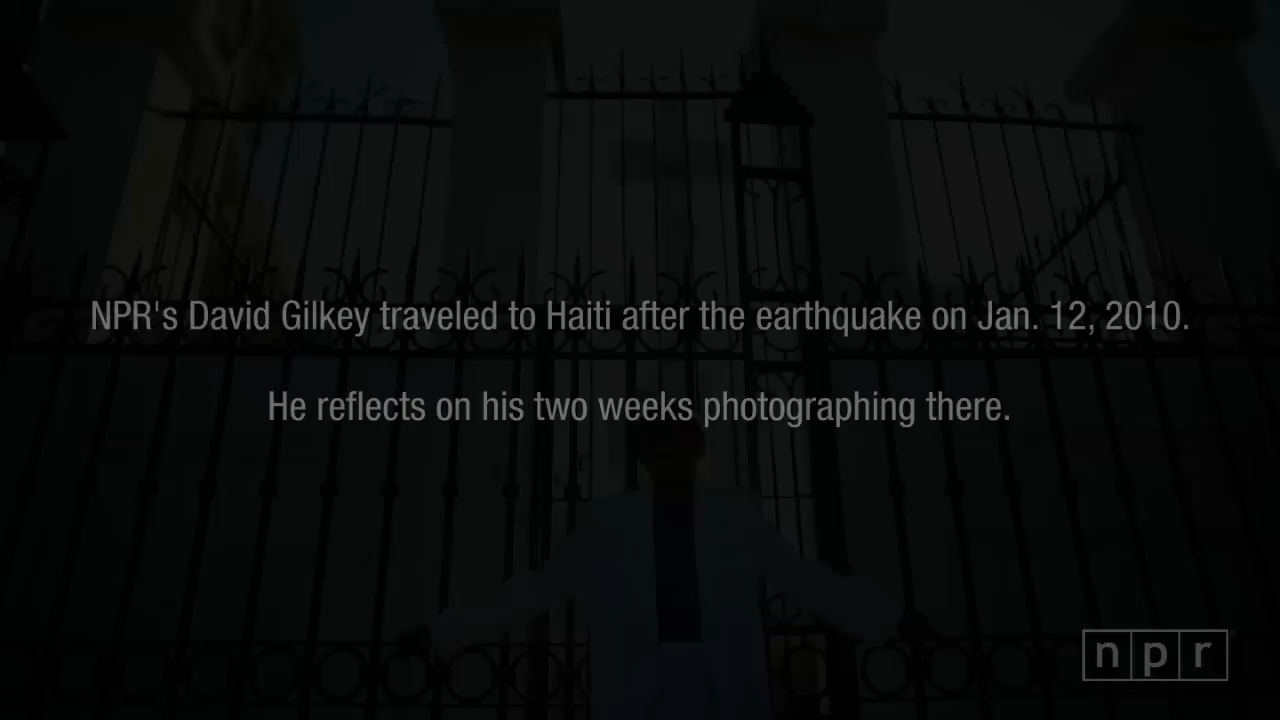 NPR's David Gilkey traveled to Haiti after the earthquake on Jan. 12, 2010.
He reflects on his two weeks photographing there.
npr